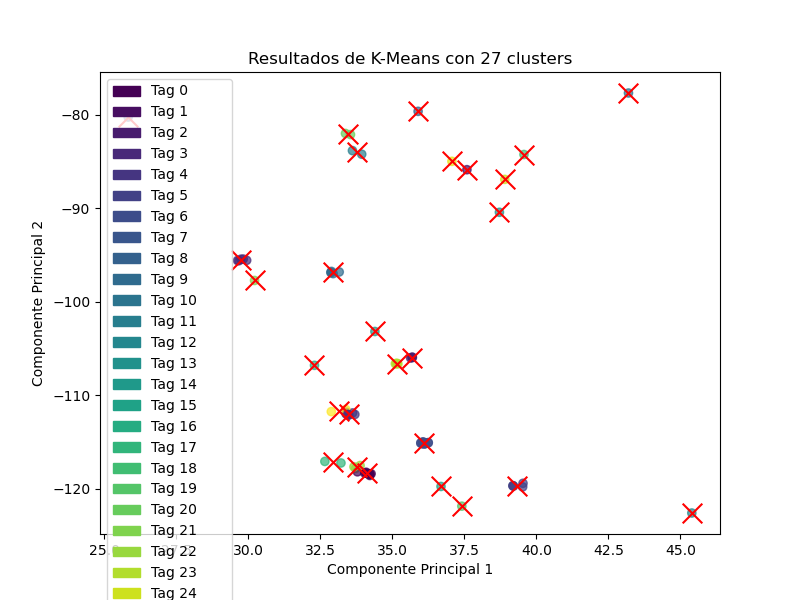 Resultados de K-Means con 27 clusters
Componente Principal 2
−80
−90
−100
−110
−120
Tag 0
Tag 1
Tag 2
Tag 3
Tag 4
Tag 5
Tag 6
Tag 7
Tag 8
Tag 9
Tag 10
Tag 11
Tag 12
Tag 13
Tag 14
Tag 15
Tag 16
Tag 17
Tag 18
Tag 19
Tag 20
Tag 21
Tag 22
Tag 23
Tag 24
30.0 32.5 35.0 37.5 40.0 42.5 45.0
Componente Principal 1